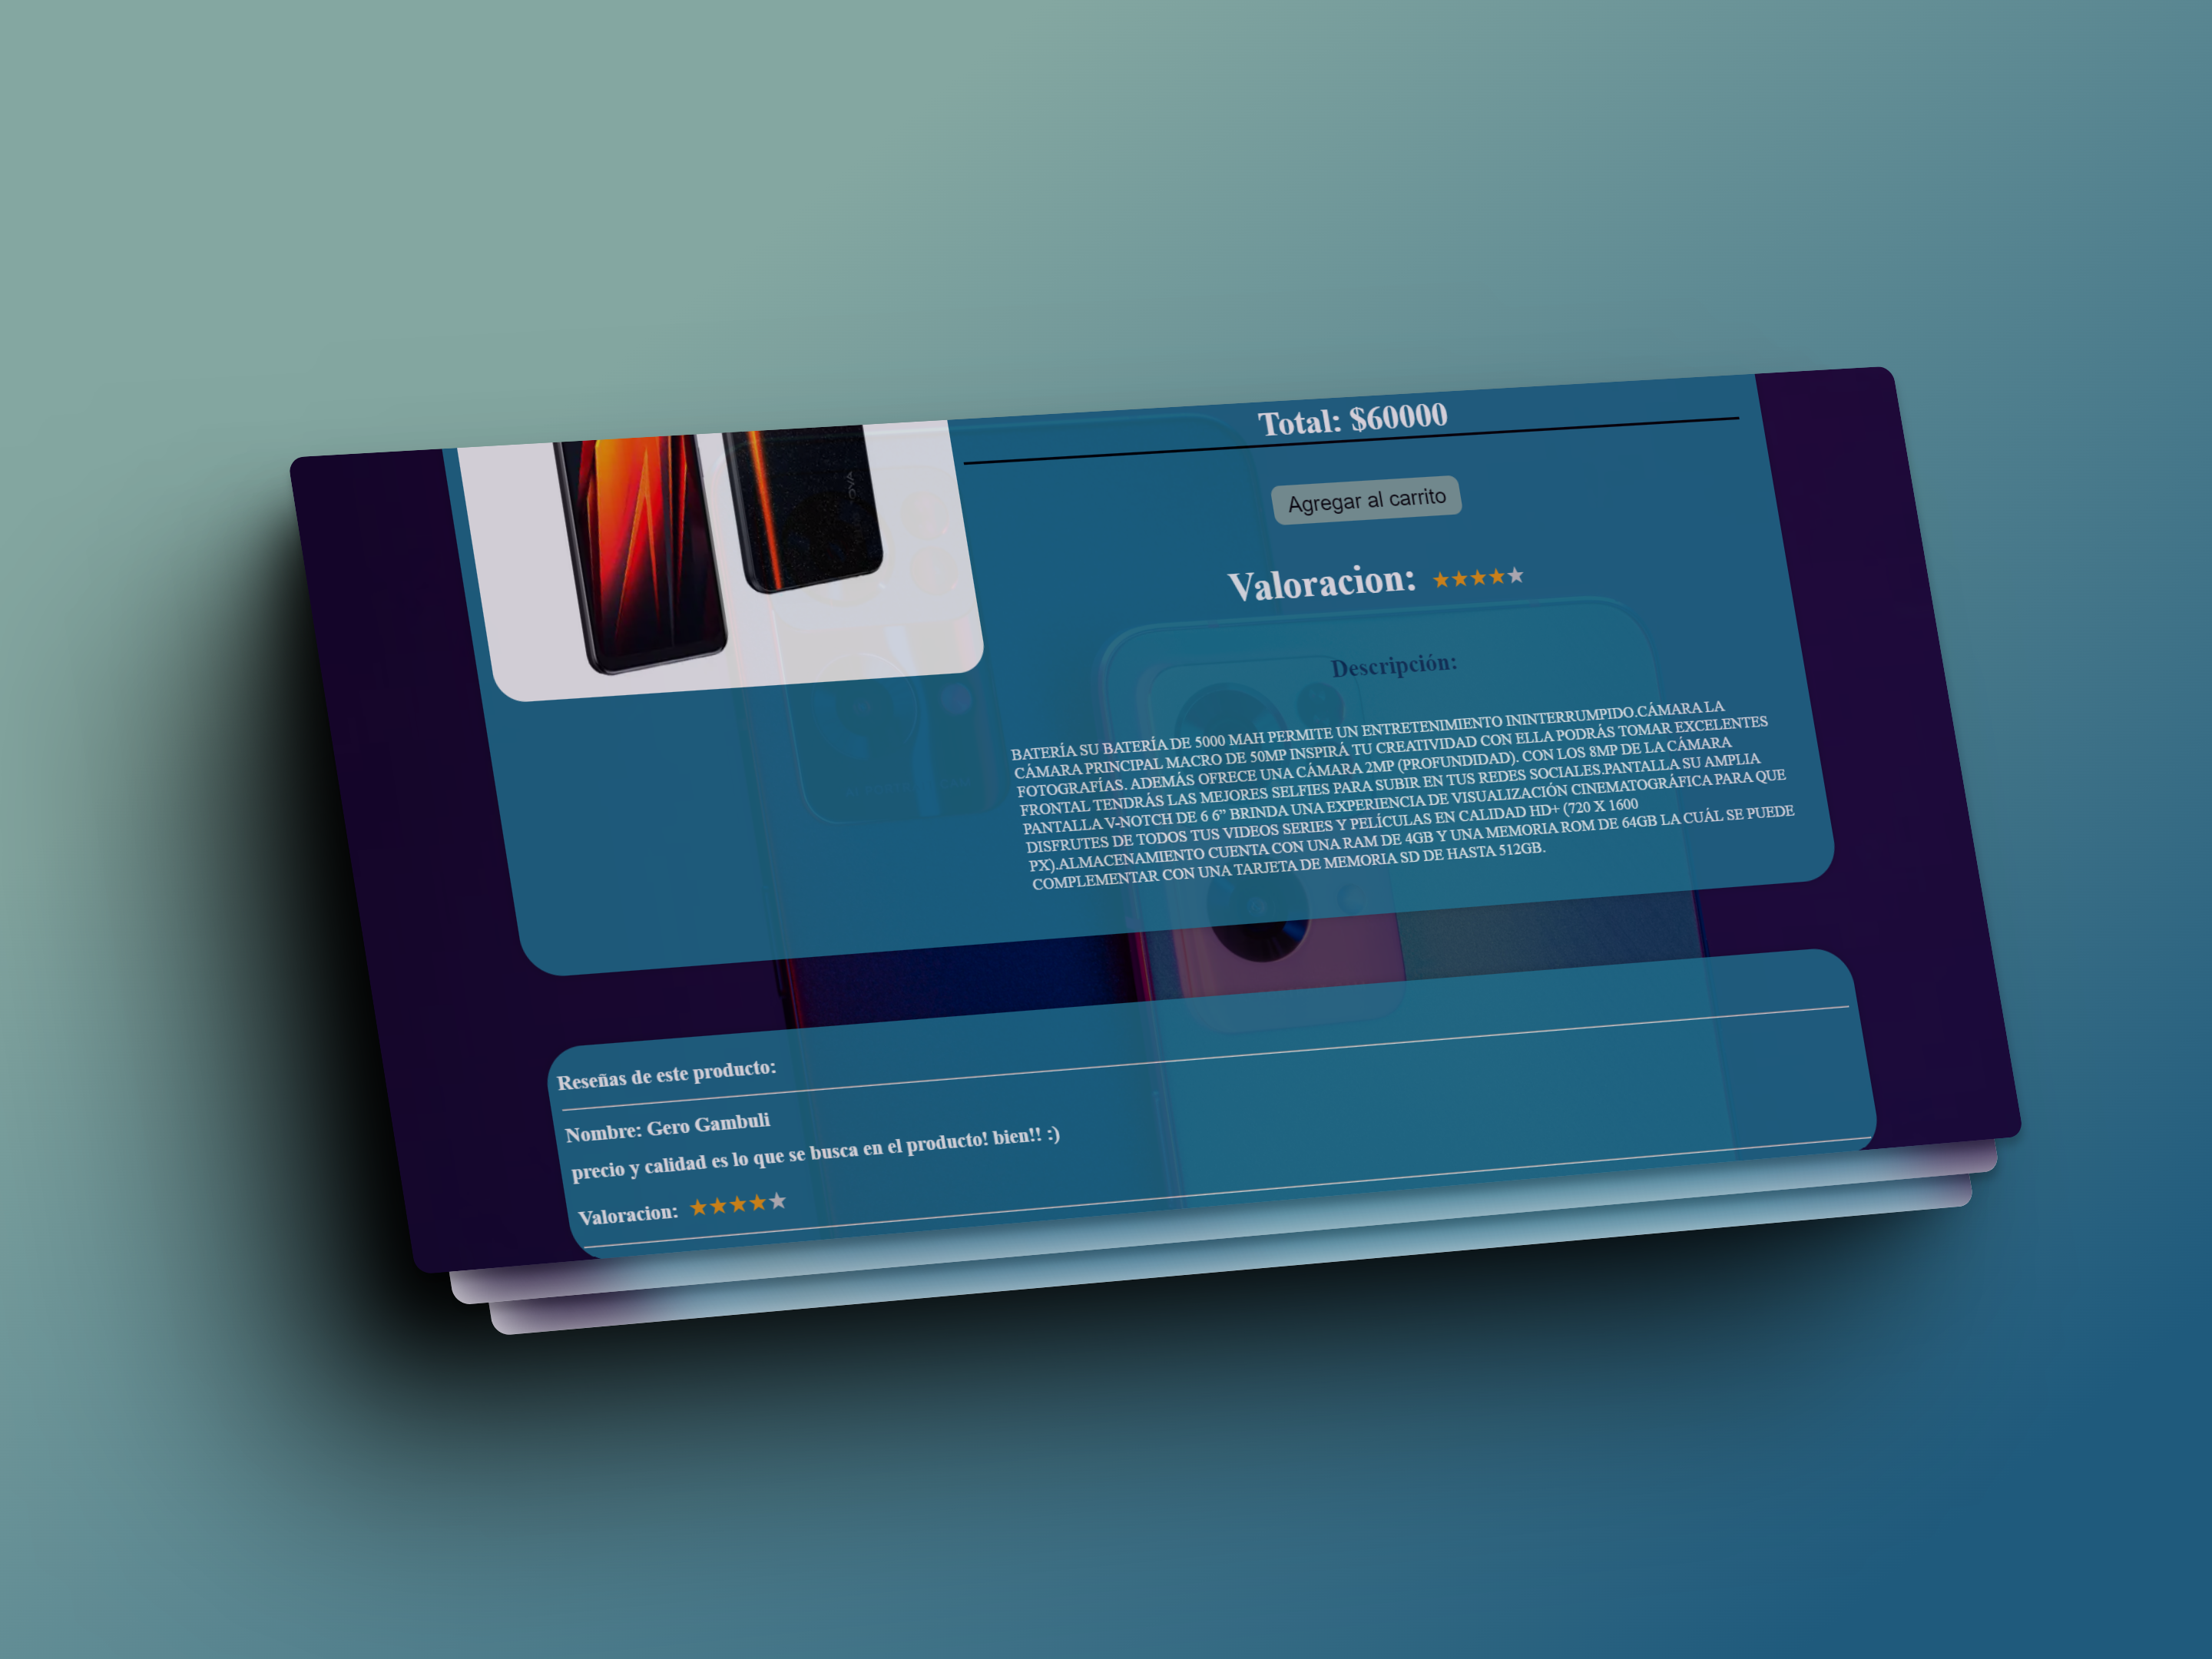 Total: $60000
Agregar al carrito
Valoracion:
Descripción:
BATERÍA SU BATERÍA DE 5000 MAH PERMITE UN ENTRETENIMIENTO ININTERRUMPIDO.CÁMARA LA
CÁMARA PRINCIPAL MACRO DE 50MP INSPIRÁ TU CREATIVIDAD CON ELLA PODRÁS TOMAR EXCELENTES
FOTOGRAFÍAS. ADEMÁS OFRECE UNA CÁMARA 2MP (PROFUNDIDAD). CON LOS 8MP DE LA CÁMARA
FRONTAL TENDRÁS LAS MEJORES SELFIES PARA SUBIR EN TUS REDES SOCIALES.PANTALLA SU AMPLIA
PANTALLA V-NOTCH DE 6 6” BRINDA UNA EXPERIENCIA DE VISUALIZACIÓN CINEMATOGRÁFICA PARA QUE
DISFRUTES DE TODOS TUS VIDEOS SERIES Y PELÍCULAS EN CALIDAD HD+ (720 X 1600
PX).ALMACENAMIENTO CUENTA CON UNA RAM DE 4GB Y UNA MEMORIA ROM DE 64GB LA CUÁL SE PUEDE
COMPLEMENTAR CON UNA TARJETA DE MEMORIA SD DE HASTA 512GB.
Reseñas de este producto:
Nombre: Gero Gambuli
precio y calidad es lo que se busca en el producto! bien!! :)
Valoracion: